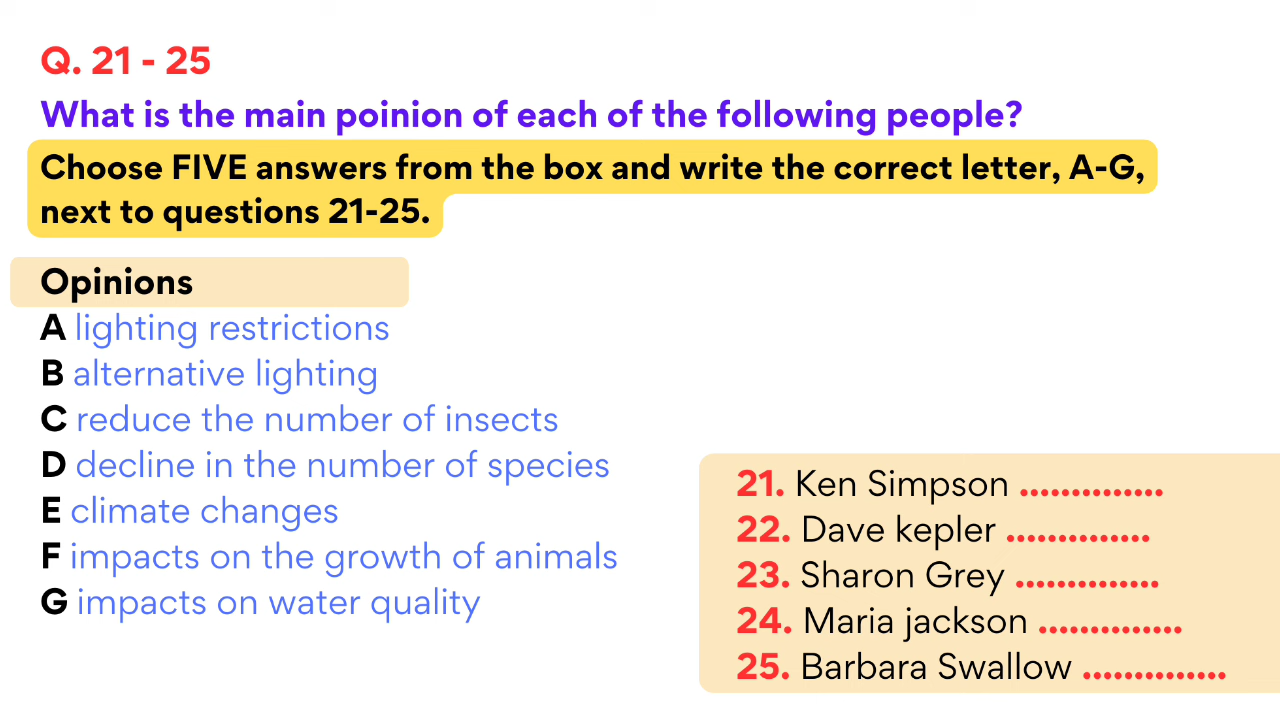 Q. 21 - 25
What is the main poinion of each of the following people?
Choose FIVE answers from the box and write the correct letter, A-G,
next to questions 21-25.
Opinions
A lighting restrictions
B alternative lighting
C reduce the number of insects
D decline in the number of species
E climate changes
F impacts on the growth of animals
G impacts on water quality
21. Ken Simpson ..............
22. Dave kepler ..............
23. Sharon Grey ..............
24. Maria jackson ..............
25. Barbara Swallow ..............